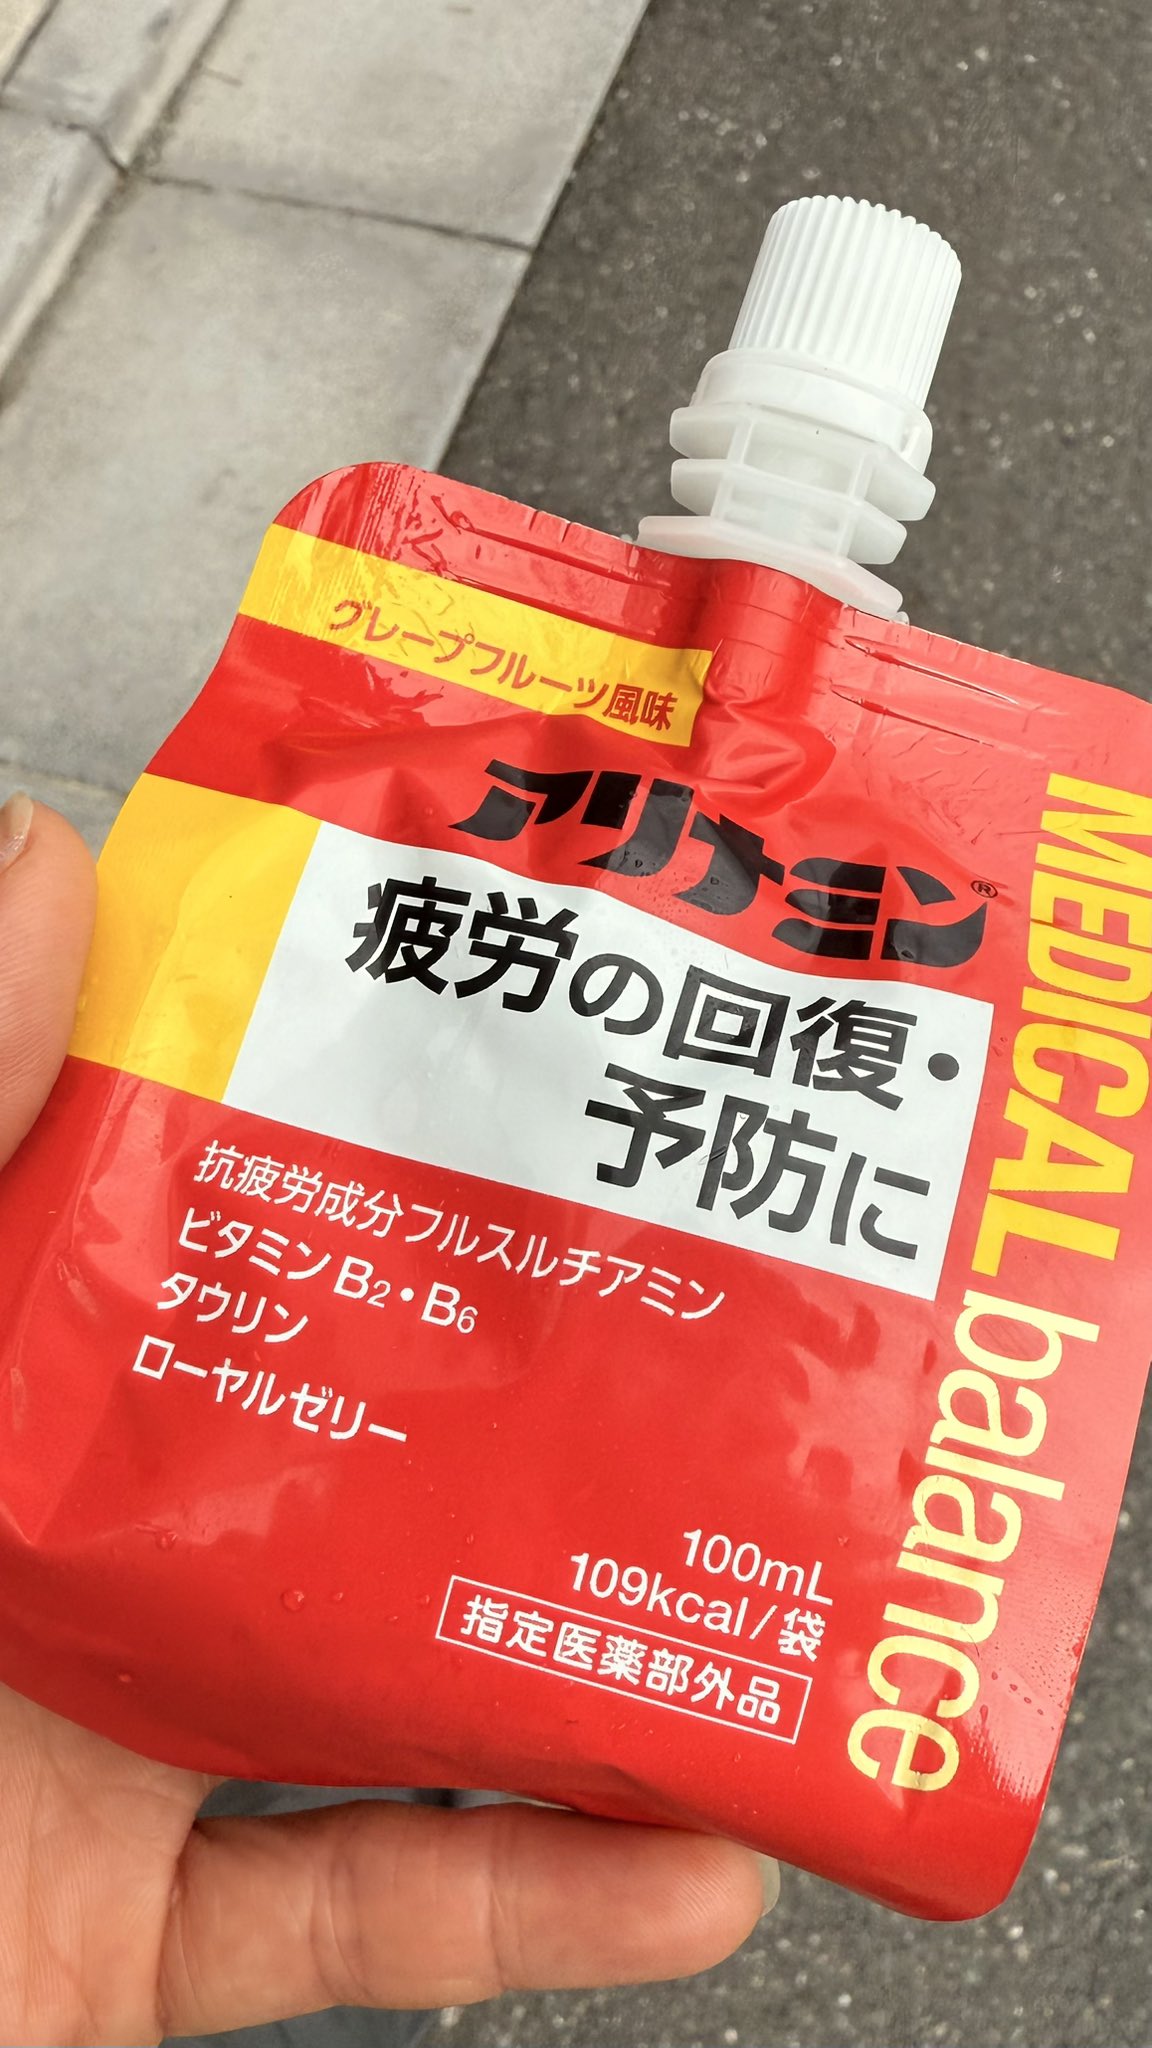 グレープフルーツ風味
アリナミン®
疲労の回復・
予防に
抗疲労成分フルスルチアミン
ビタミンB2・B6
タウリン
ローヤルゼリー
100mL
109kcal/袋
指定医薬部外品
MEDICAL balance